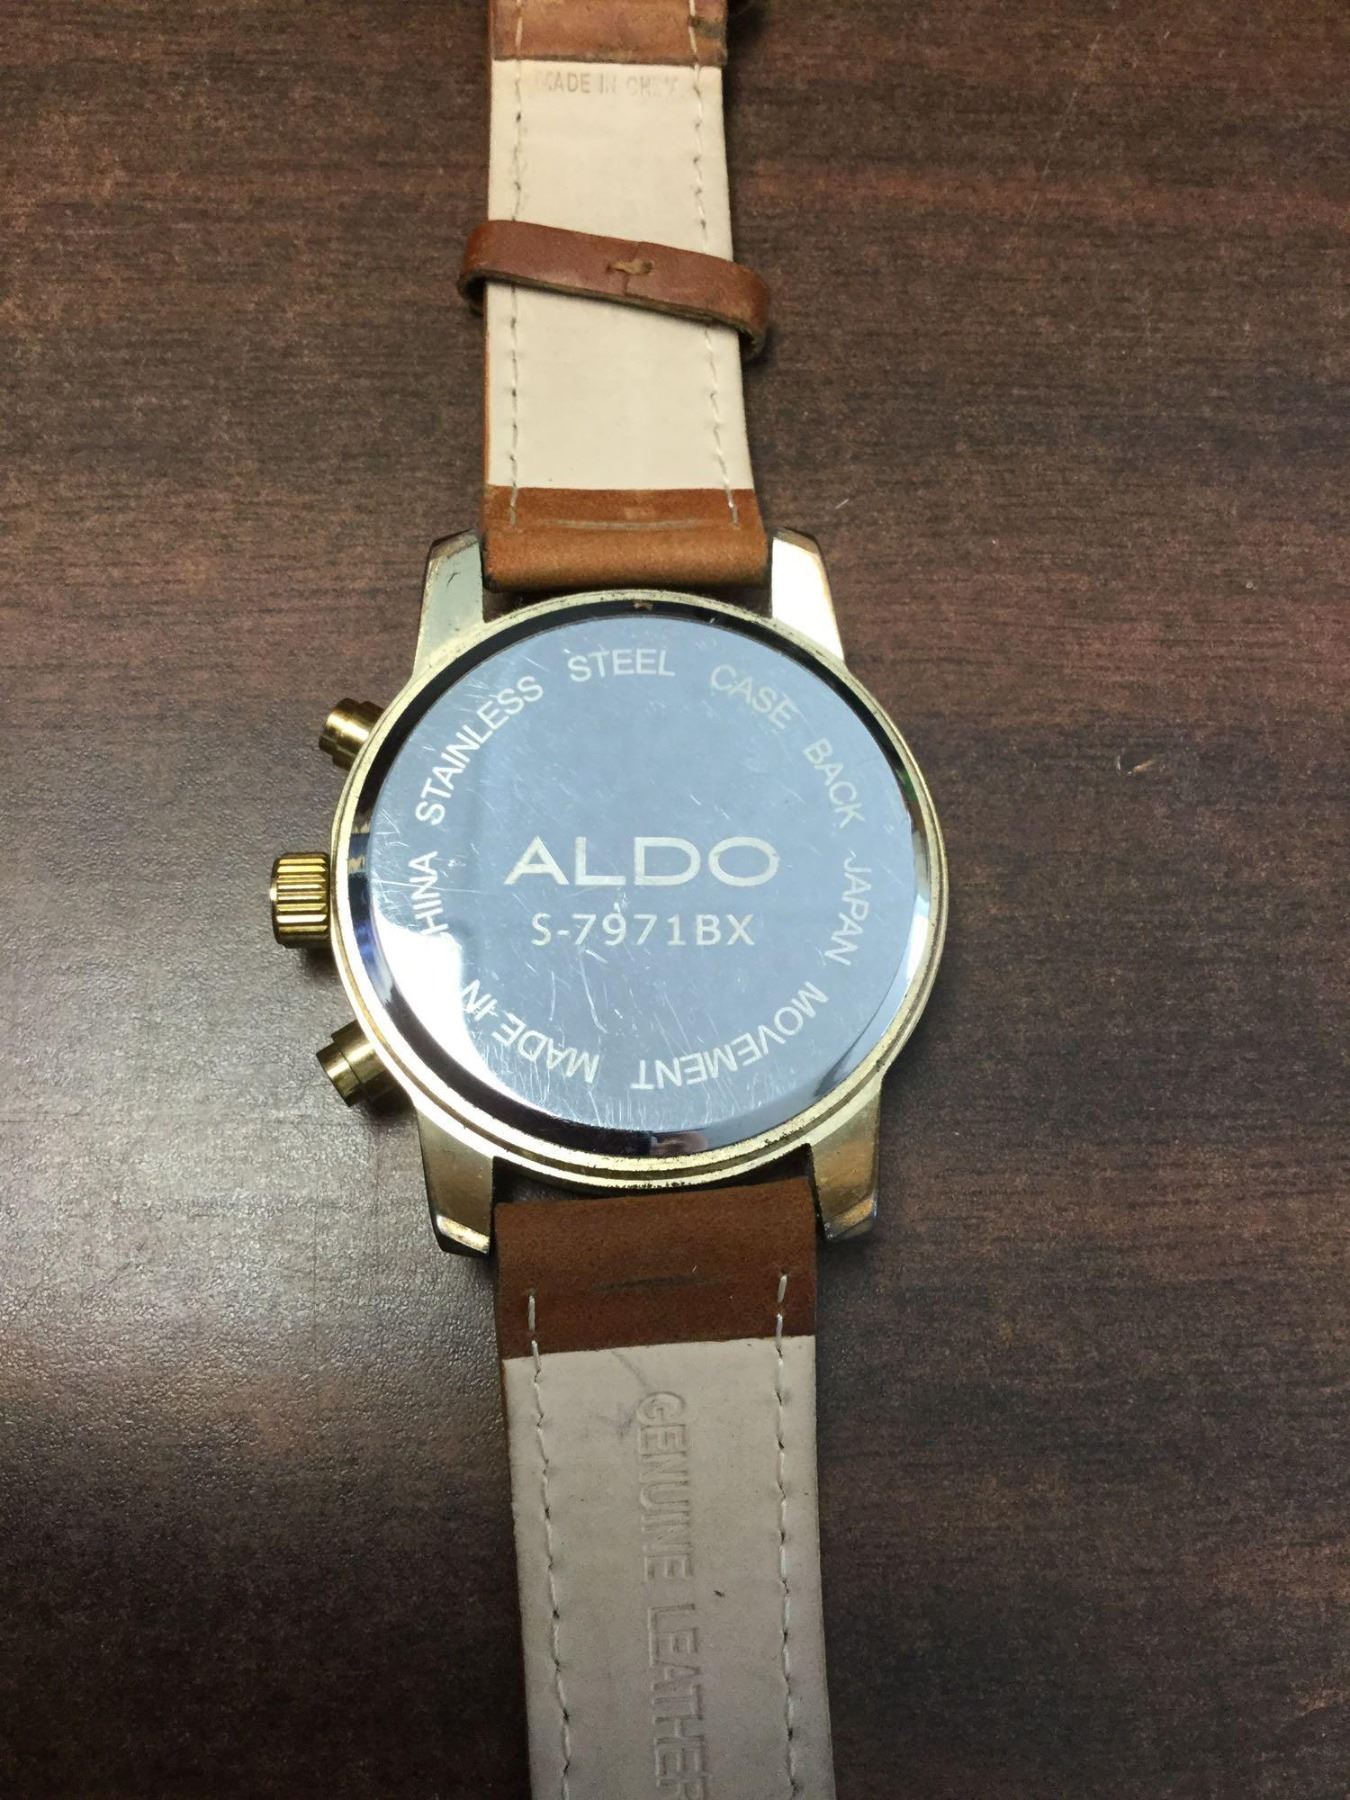 MADE IN CHINA
STAINLESS STEEL CASE BACK JAPAN MOVEMENT MADE IN CHINA
ALDO
S-7971BX
GENUINE LEATHER